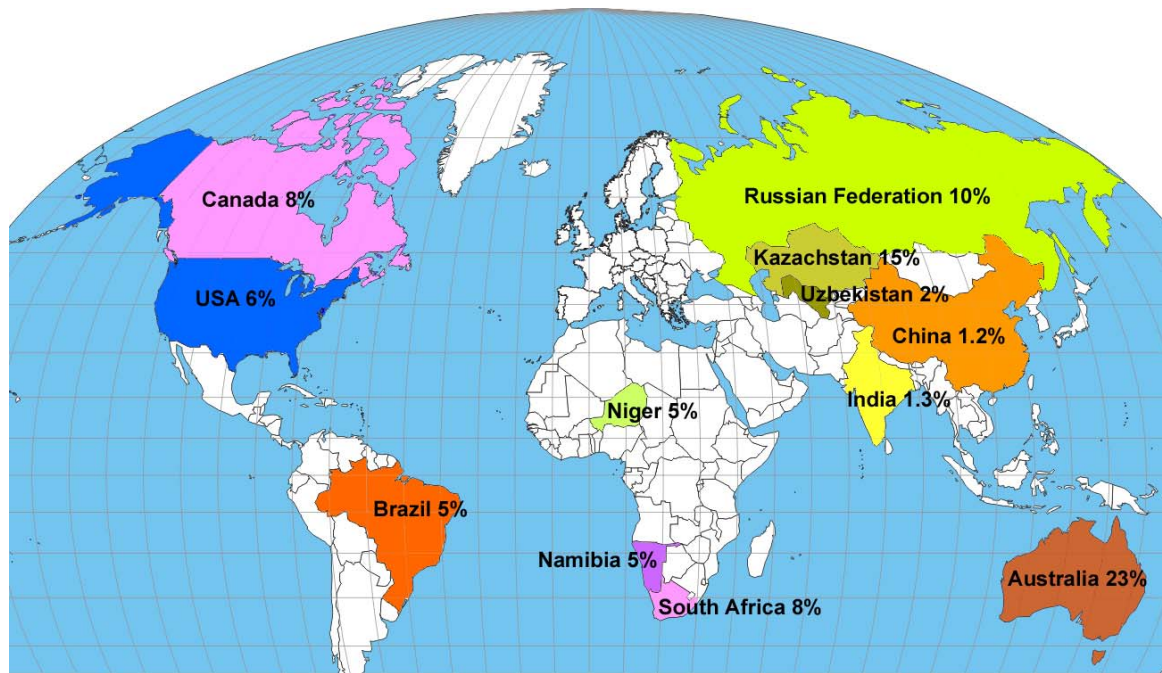 Canada 8%
Russian Federation 10%
Kazachstan 15%
USA 6%
Uzbekistan 2%
China 1.2%
India 1.3%
Niger 5%
Brazil 5%
Namibia 5%
Australia 23%
South Africa 8%